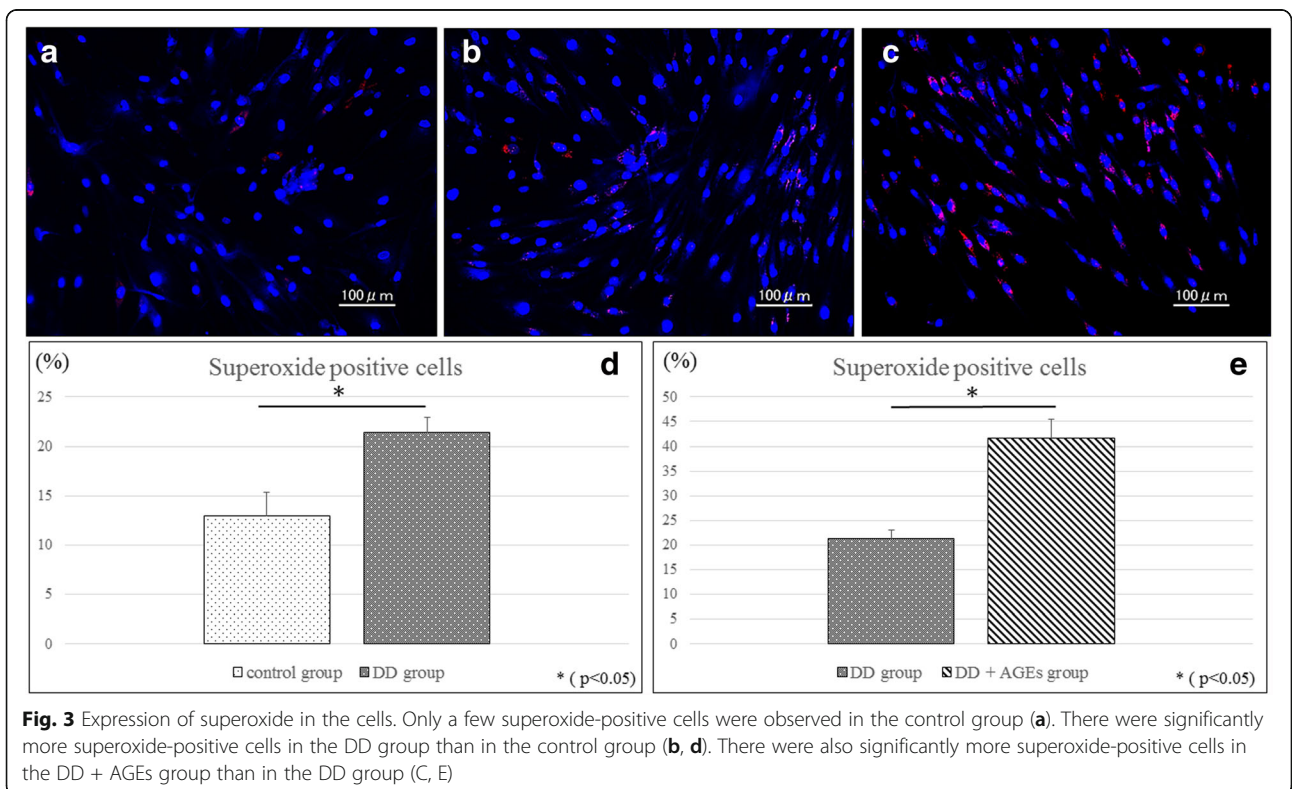 a
b
c
100 μm
100 μm
100 μm
(%)
Superoxide positive cells
d
*
25
20
15
10
5
0
control group DD group
* ( p<0.05)
(%)
Superoxide positive cells
e
*
50
45
40
35
30
25
20
15
10
5
0
DD group DD + AGEs group
* ( p<0.05)
Fig. 3 Expression of superoxide in the cells. Only a few superoxide-positive cells were observed in the control group (a). There were significantly
more superoxide-positive cells in the DD group than in the control group (b, d). There were also significantly more superoxide-positive cells in
the DD + AGEs group than in the DD group (C, E)